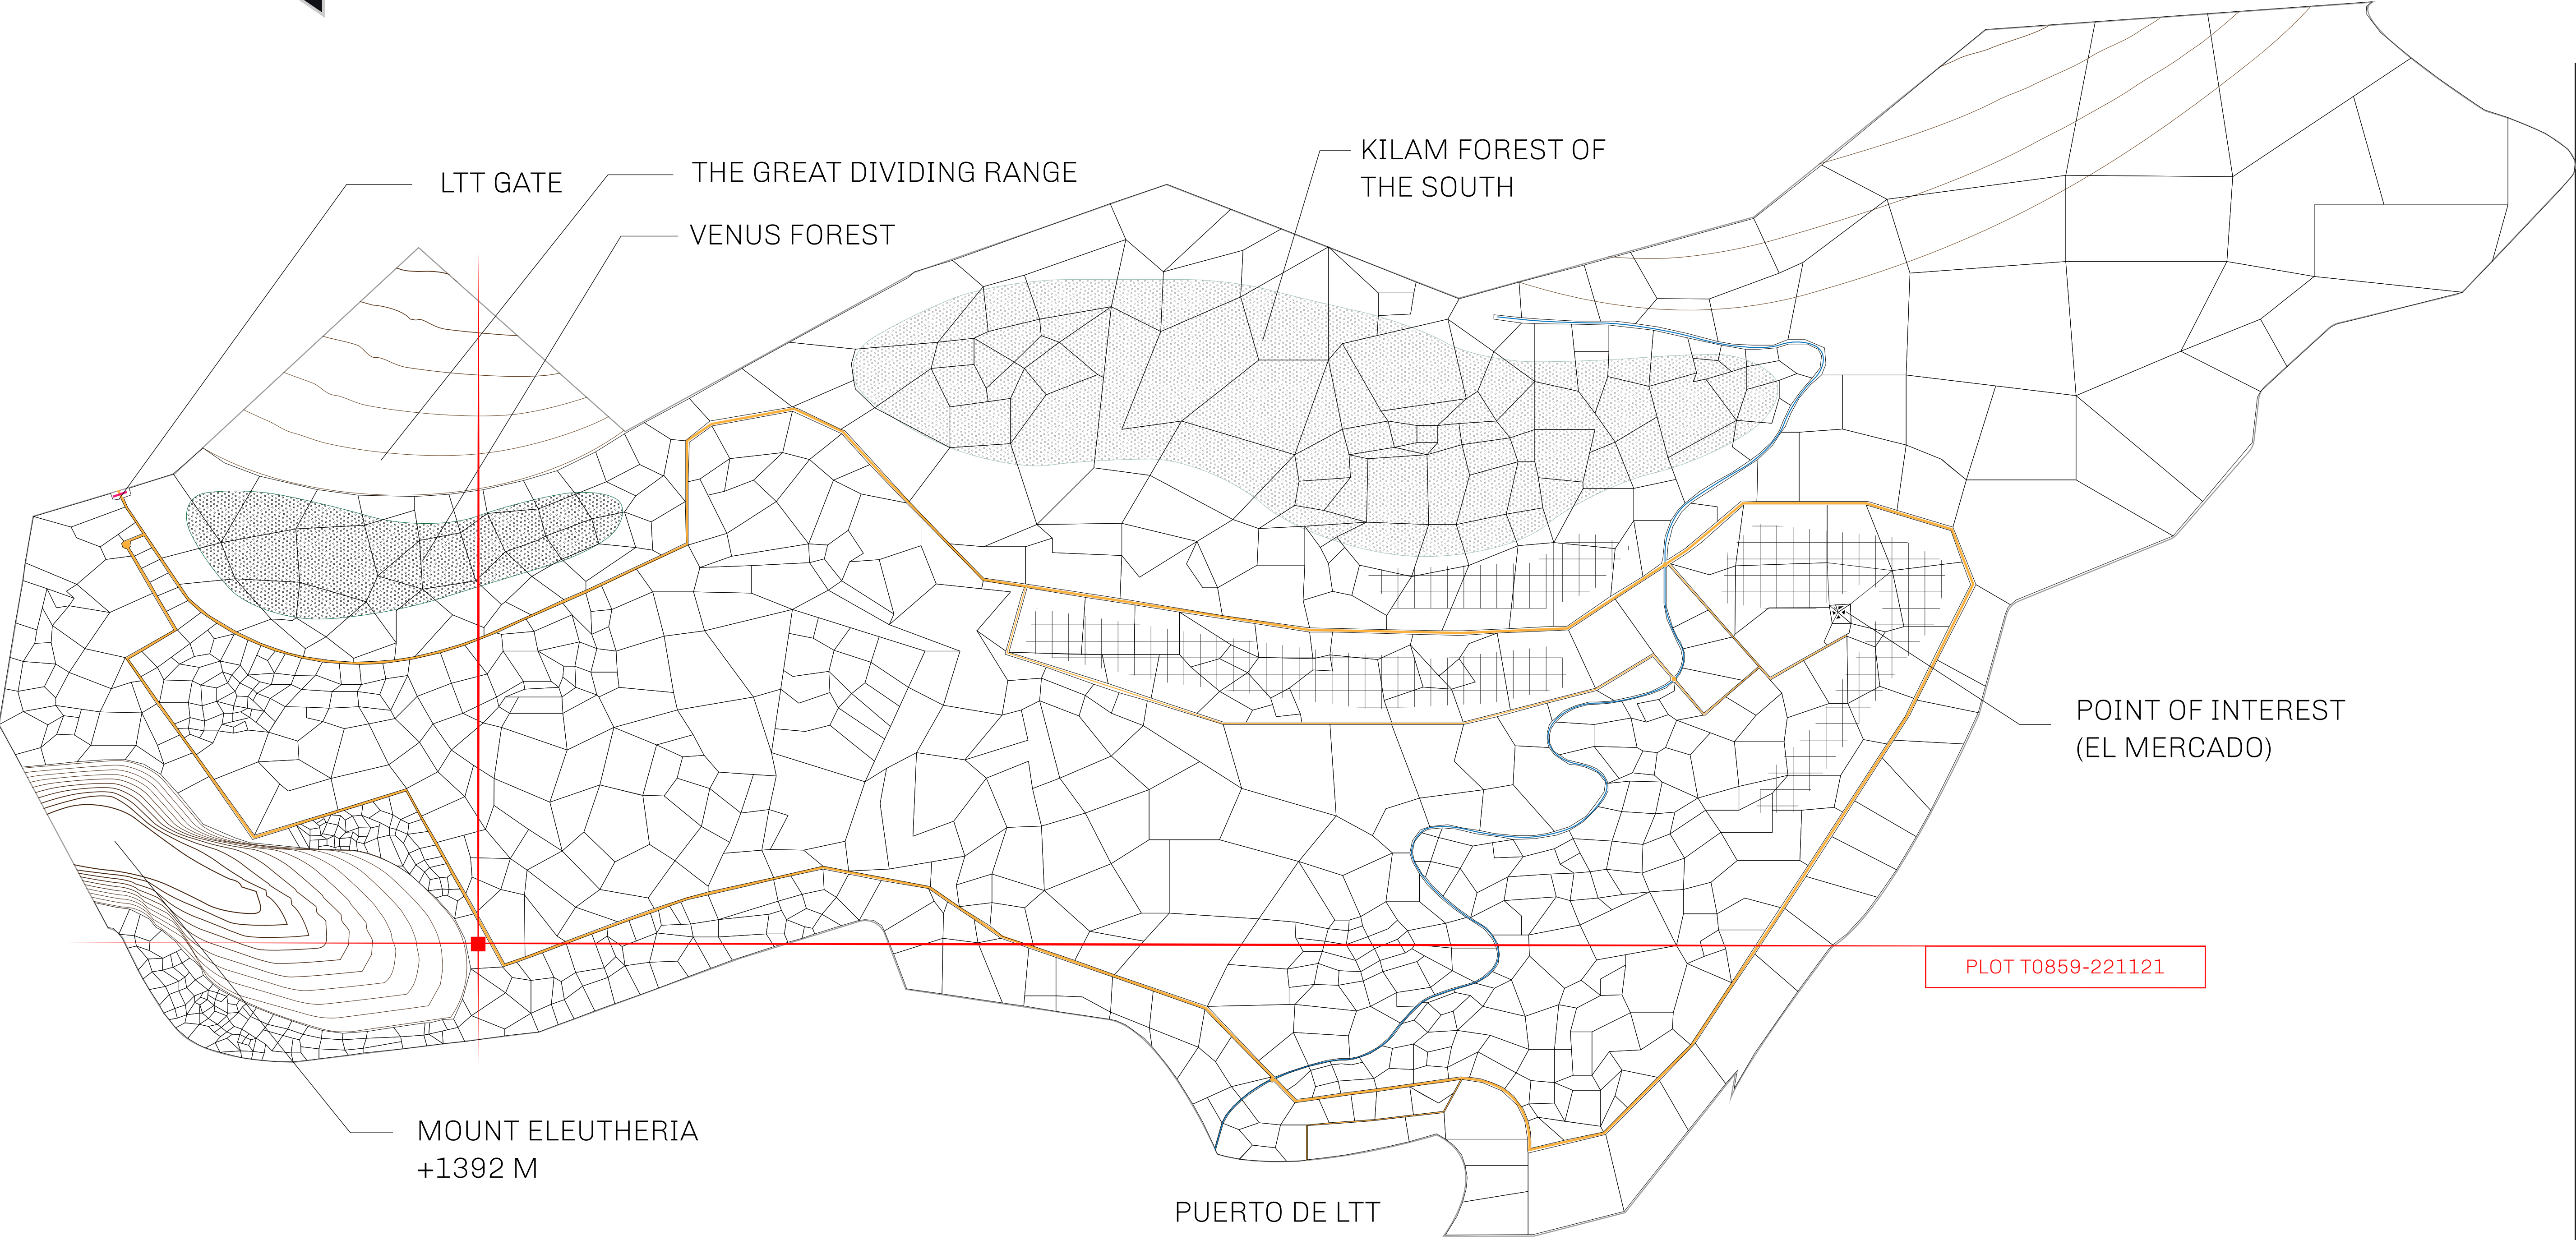 KILAM FOREST OF
THE SOUTH
THE GREAT DIVIDING RANGE
LTT GATE
VENUS FOREST
POINT OF INTEREST
(EL MERCADO)
PLOT T0859-221121
MOUNT ELEUTHERIA
+1392 M
PUERTO DE LTT